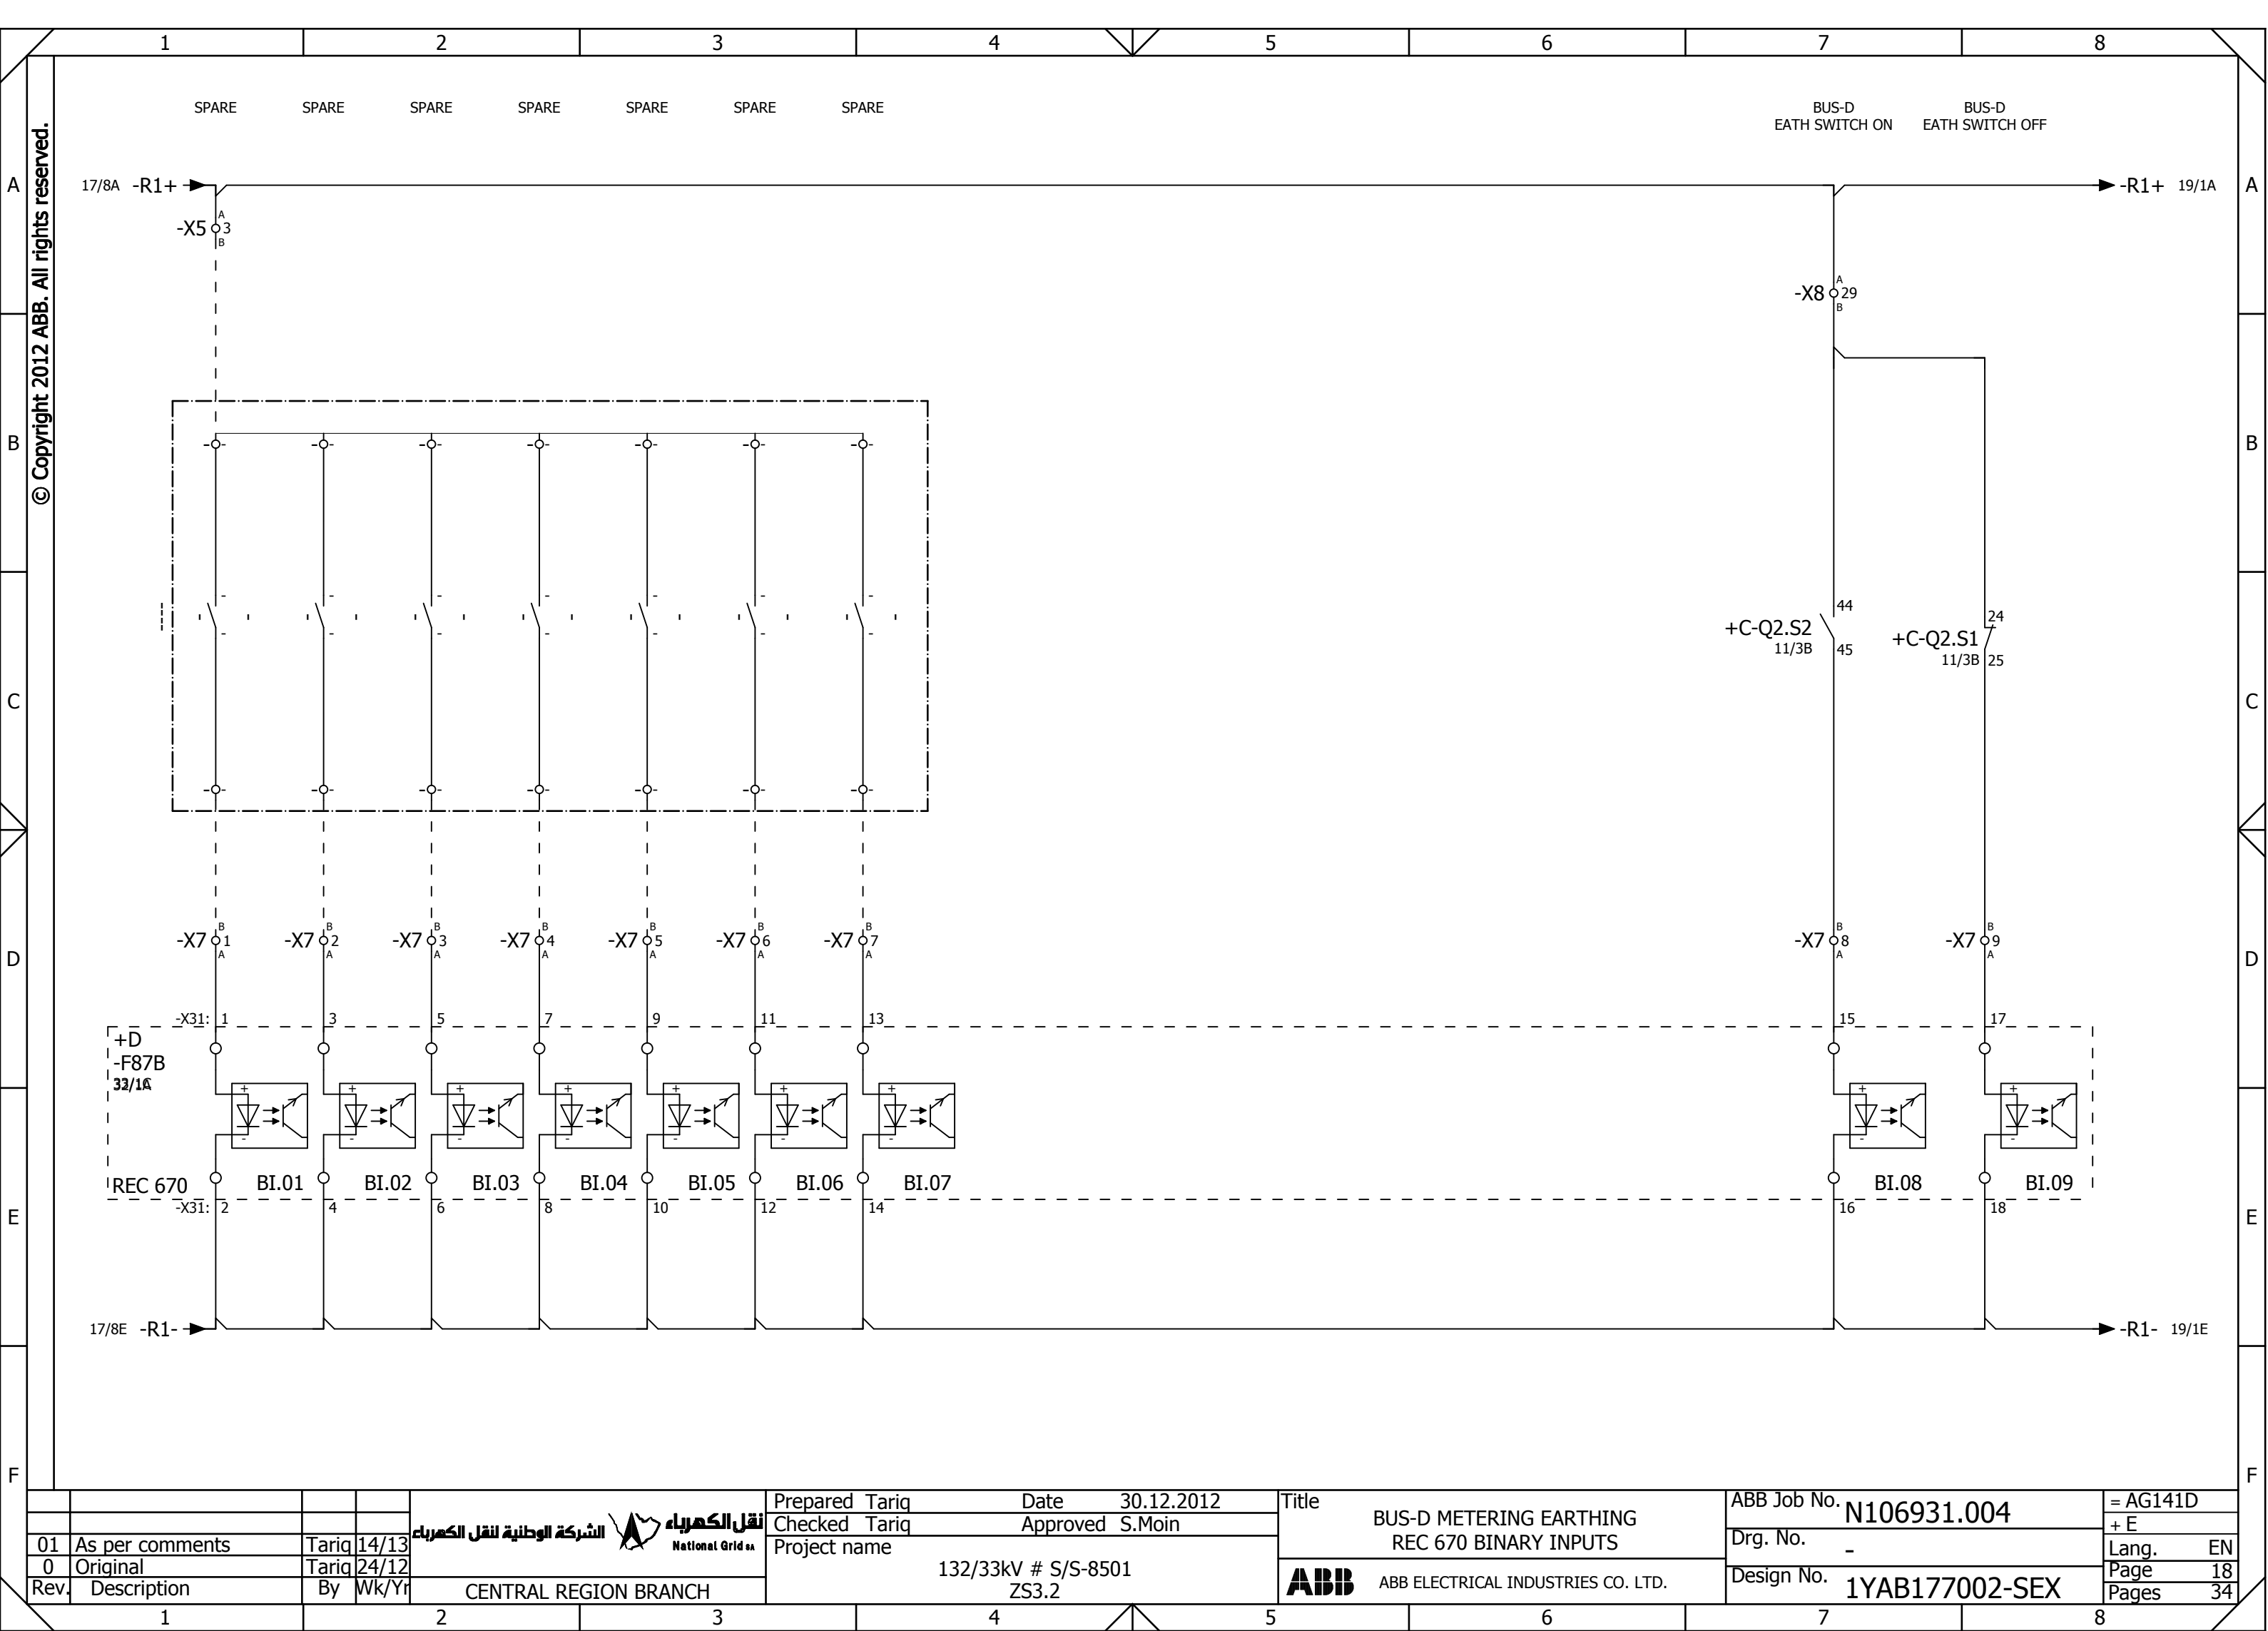 1 2 3 4 5 6 7 8
SPARE SPARE SPARE SPARE SPARE SPARE SPARE
BUS-D
EATH SWITCH ON
BUS-D
EATH SWITCH OFF
© Copyright 2012 ABB. All rights reserved.
A A
17/8A -R1+ -R1+ 19/1A
A
-X5 3
B
A
-X8 29
B
B B
- - - - - - - - - - - - - -
- - - - - - -
44
+C-Q2.S2
11/3B 45
24
+C-Q2.S1
11/3B 25
- - - - - - -
C C
- - - - - - - - - - - - - -
B B B B B B B B B
-X7 1 -X7 2 -X7 3 -X7 4 -X7 5 -X7 6 -X7 7 -X7 8 -X7 9
A A A A A A A A A
D D
-X31: 1 3 5 7 9 11 13 15 17
+D
-F87B
+ + + + + + + + +
- - - - - - - - -
REC 670 BI.01 BI.02 BI.03 BI.04 BI.05 BI.06 BI.07 BI.08 BI.09
-X31: 2 4 6 8 10 12 14 16 18
E E
17/8E -R1- -R1- 19/1E
F F
01 As per comments Tariq 14/13
0 Original Tariq 24/12
Rev. Description By Wk/Yr
الشركة الوطنية لنقل الكهرباء
نقل الكهرباء
National Grid SA
CENTRAL REGION BRANCH
Prepared Tariq Date 30.12.2012
Checked Tariq Approved S.Moin
Project name
132/33kV # S/S-8501
ZS3.2
Title
BUS-D METERING EARTHING
REC 670 BINARY INPUTS
ABB ABB ELECTRICAL INDUSTRIES CO. LTD.
ABB Job No. N106931.004
Drg. No. -
Design No. 1YAB177002-SEX
= AG141D
+ E
Lang. EN
Page 18
Pages 34
1 2 3 4 5 6 7 8